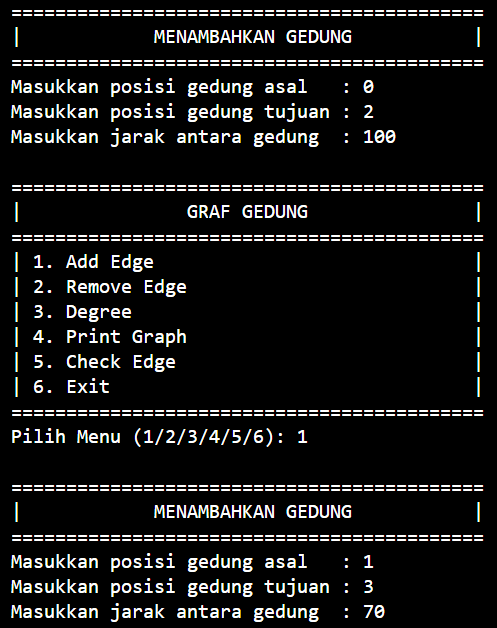 ===========================================
|            MENAMBAHKAN GEDUNG           |
===========================================
Masukkan posisi gedung asal   : 0
Masukkan posisi gedung tujuan : 2
Masukkan jarak antara gedung  : 100

===========================================
|               GRAF GEDUNG               |
===========================================
| 1. Add Edge                             |
| 2. Remove Edge                          |
| 3. Degree                               |
| 4. Print Graph                          |
| 5. Check Edge                           |
| 6. Exit                                 |
===========================================
Pilih Menu (1/2/3/4/5/6): 1

===========================================
|            MENAMBAHKAN GEDUNG           |
===========================================
Masukkan posisi gedung asal   : 1
Masukkan posisi gedung tujuan : 3
Masukkan jarak antara gedung  : 70